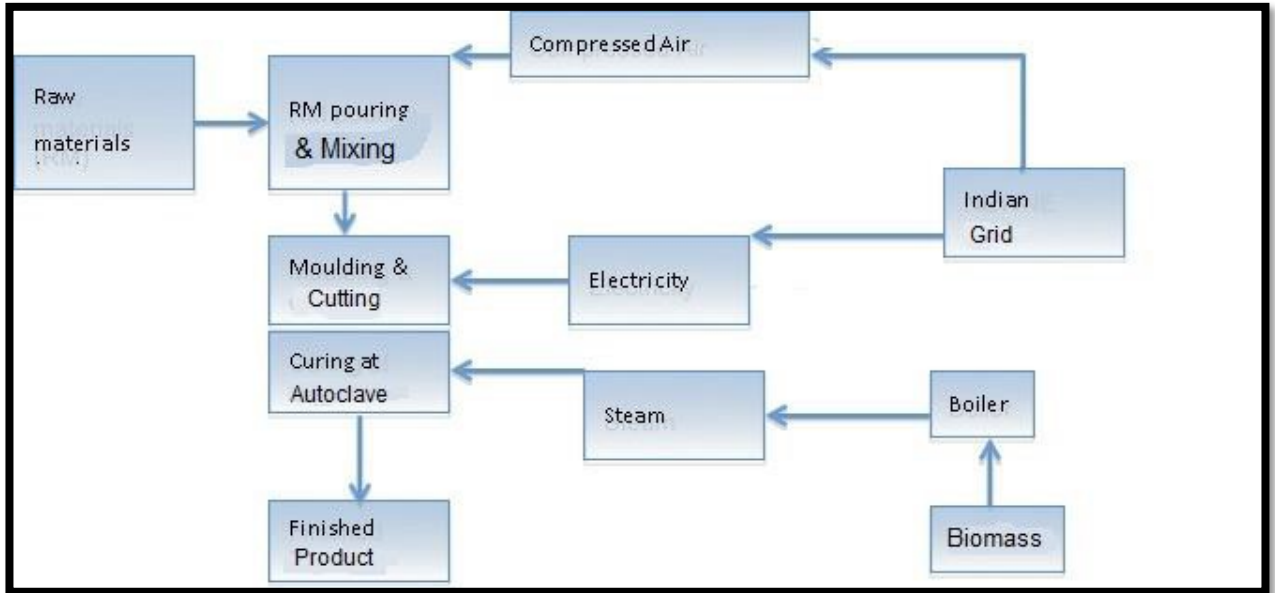 Compressed Air
Raw
materials
RM pouring
& Mixing
Indian
Grid
Moulding &
Cutting
Electricity
Curing at
Autoclave
Steam
Boiler
Finished
Product
Biomass